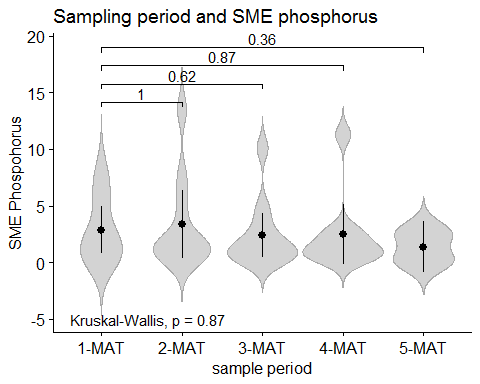 Sampling period and SME phosphorus
20
15
10
5
0
-5
SME Phospohorus
0.36
0.87
0.62
1
Kruskal-Wallis, p = 0.87
1-MAT 2-MAT 3-MAT 4-MAT 5-MAT
sample period